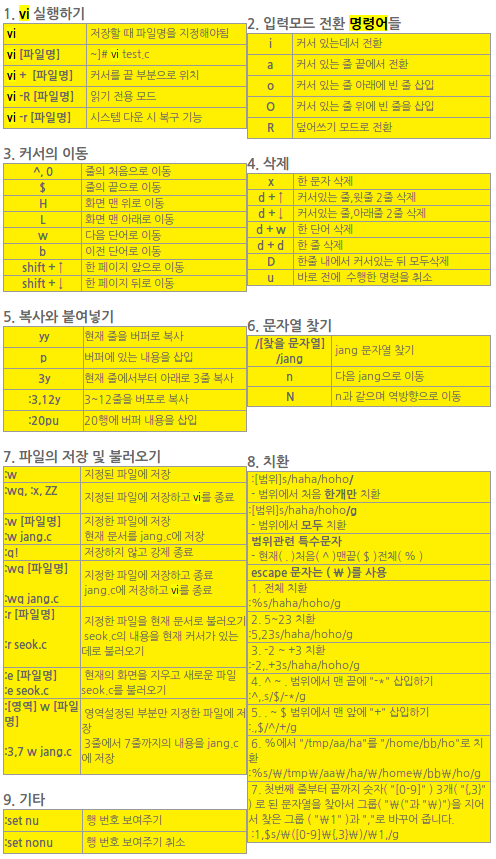 1. vi 실행하기
vi 저장할 때 파일명을 지정해야됨
vi [파일명] ~]# vi test.c
vi + [파일명] 커서를 끝 부분으로 위치
vi -R [파일명] 읽기 전용 모드
vi -r [파일명] 시스템 다운 시 복구 기능
2. 입력모드 전환 명령어들
i 커서 있는데서 전환
a 커서 있는 줄 끝에서 전환
o 커서 있는 줄 아래에 빈 줄 삽입
O 커서 있는 줄 위에 빈 줄을 삽입
R 덮어쓰기 모드로 전환
3. 커서의 이동
^, 0 줄의 처음으로 이동
$ 줄의 끝으로 이동
H 화면 맨 위로 이동
L 화면 맨 아래로 이동
w 다음 단어로 이동
b 이전 단어로 이동
shift + ↑ 한 페이지 앞으로 이동
shift + ↓ 한 페이지 뒤로 이동
4. 삭제
x 한 문자 삭제
d + ↑ 커서있는 줄,윗줄 2줄 삭제
d + ↓ 커서있는 줄,아래줄 2줄 삭제
d + w 한 단어 삭제
d + d 한 줄 삭제
D 한줄 내에서 커서있는 뒤 모두삭제
u 바로 전에 수행한 명령을 취소
5. 복사와 붙여넣기
yy 현재 줄을 버퍼로 복사
p 버퍼에 있는 내용을 삽입
3y 현재 줄에서부터 아래로 3줄 복사
:3,12y 3~12줄을 버포로 복사
:20pu 20행에 버퍼 내용을 삽입
6. 문자열 찾기
/[찾을 문자열]
/jang jang 문자열 찾기
n 다음 jang으로 이동
N n과 같으며 역방향으로 이동
7. 파일의 저장 및 불러오기
:w 지정된 파일에 저장
:wq, :x, ZZ 지정된 파일에 저장하고 vi를 종료
:w [파일명] 지정한 파일에 저장
:w jang.c 현재 문서를 jang.c에 저장
:q! 저장하지 않고 강제 종료
:wq [파일명] 지정한 파일에 저장하고 종료
:wq jang.c jang.c에 저장하고 vi를 종료
:r [파일명] 지정한 파일을 현재 문서로 불러오기
:r seok.c seok.c의 내용을 현재 커서가 있는
데로 불러오기
:e [파일명] 현재의 화면을 지우고 새로운 파일
:e seok.c seok.c를 불러오기
:[영역] w [파일
명] 영역설정된 부분만 지정한 파일에 저
장
:3,7 w jang.c 3줄에서 7줄까지의 내용을 jang.c
에 저장
8. 치환
:[범위]s/haha/hoho/
- 범위에서 처음 한개만 치환
:[범위]s/haha/hoho/g
- 범위에서 모두 치환
범위관련 특수문자
- 현재( . )처음( ^ )맨끝( $ )전체( % )
escape 문자는 ( ₩ )를 사용
1. 전체 치환
:%s/haha/hoho/g
2. 5~23 치환
:5,23s/haha/hoho/g
3. -2 ~ +3 치환
:-2,.+3s/haha/hoho/g
4. ^ ~ . 범위에서 맨 끝에 "-*" 삽입하기
:^,.s/$/-*/g
5. . ~ $ 범위에서 맨 앞에 "+" 삽입하기
:.,$/^/+/g
6. %에서 "/tmp/aa/ha"를 "/home/bb/ho"로 치
환
:%s/₩/tmp₩/aa₩/ha/₩/home₩/bb₩/ho/g
7. 첫번째 줄부터 끝까지 숫자( "[0-9]" ) 3개( "{,3}"
) 로 된 문자열을 찾아서 그룹( "₩("과 "₩)")을 지어
서 찾은 그룹 ( "₩1" )과 ","로 바꾸어 줍니다.
:1,$s/₩([0-9]₩{,3}₩)/₩1,/g
9. 기타
:set nu 행 번호 보여주기
:set nonu 행 번호 보여주기 취소